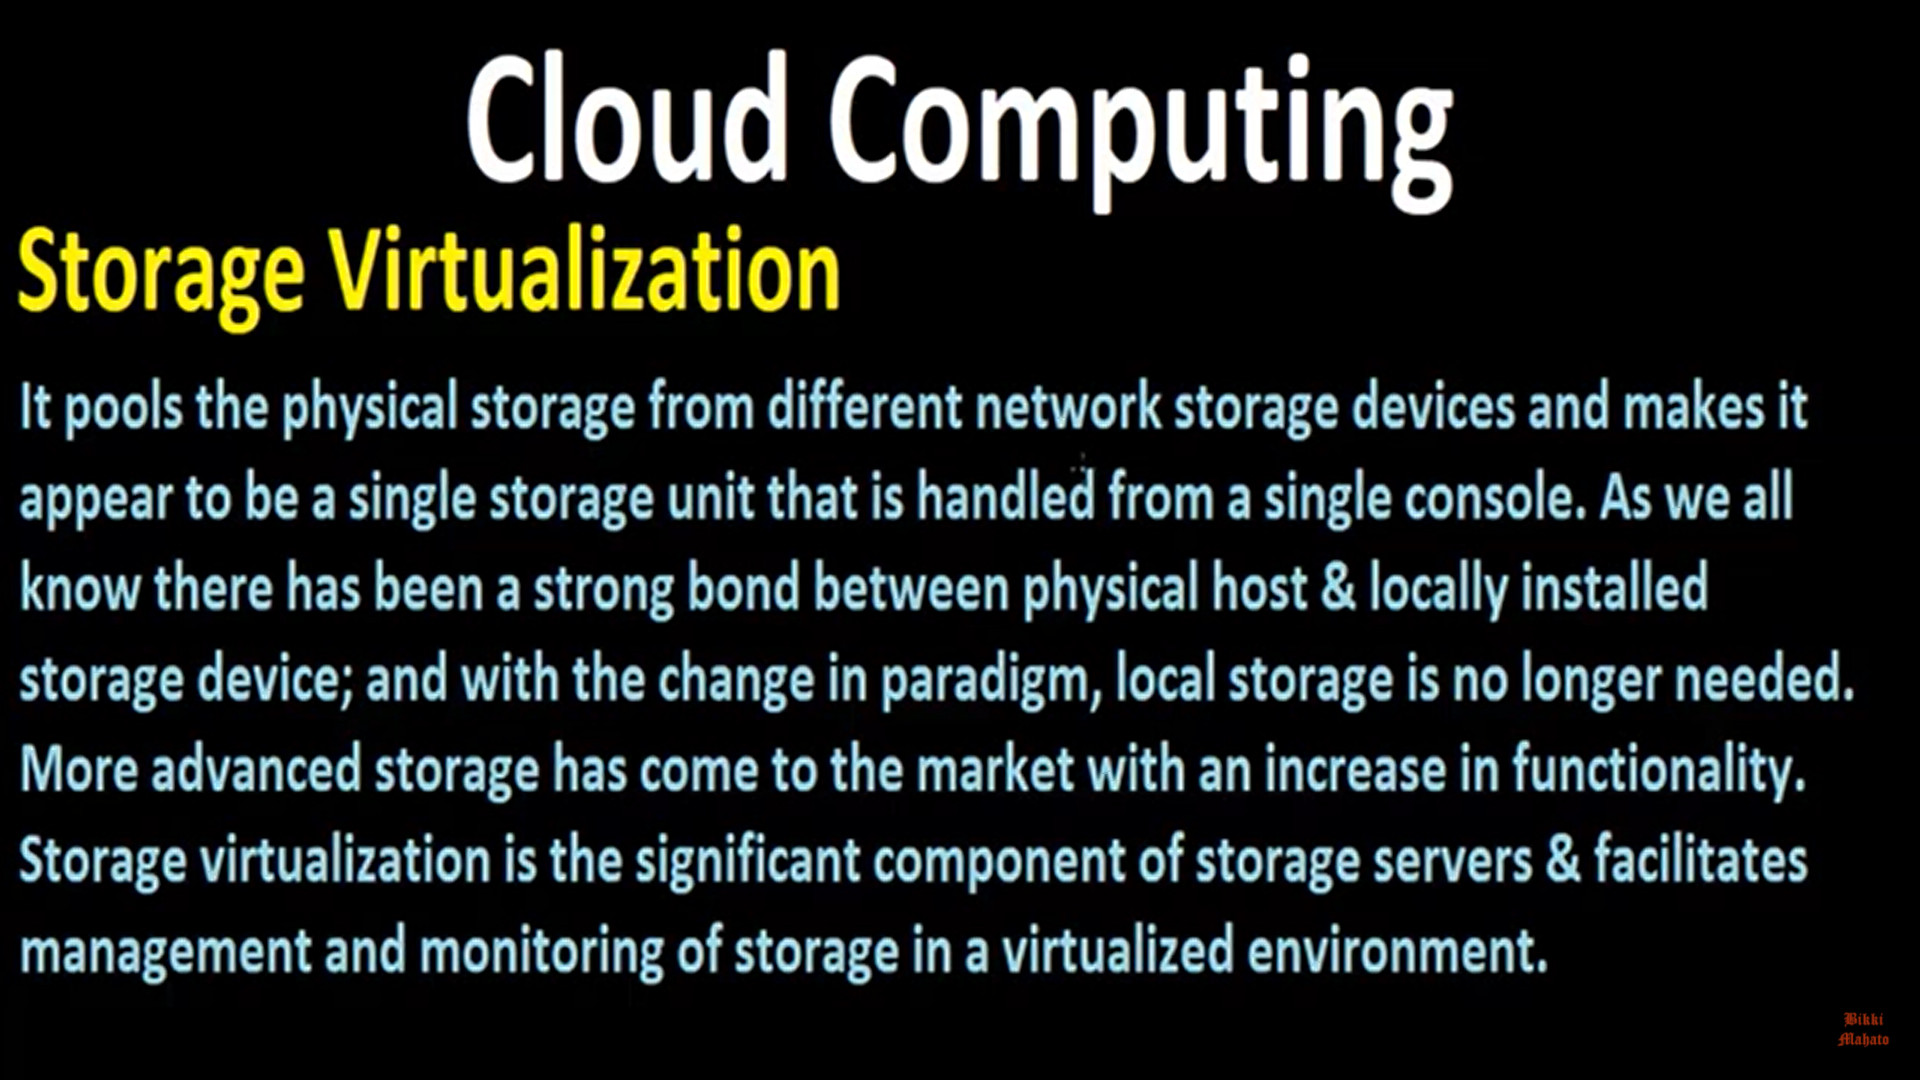 Cloud Computing
Storage Virtualization
It pools the physical storage from different network storage devices and makes it
appear to be a single storage unit that is handled from a single console. As we all
know there has been a strong bond between physical host & locally installed
storage device; and with the change in paradigm, local storage is no longer needed.
More advanced storage has come to the market with an increase in functionality.
Storage virtualization is the significant component of storage servers & facilitates
management and monitoring of storage in a virtualized environment.
Bikki
Mahato